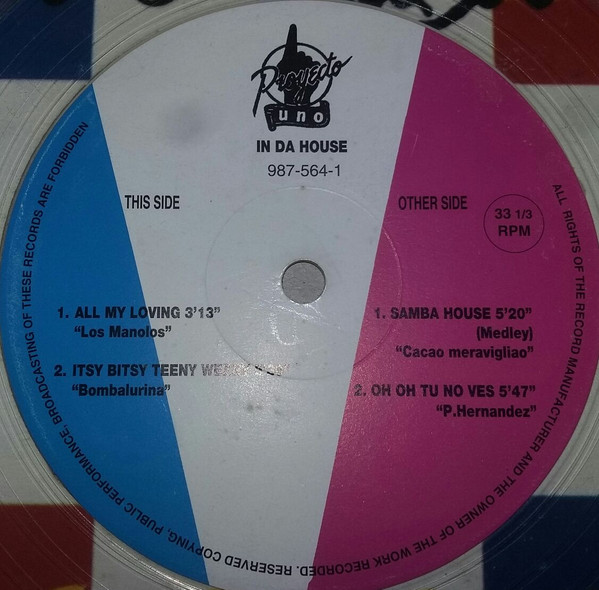 Proyecto
uno
IN DA HOUSE
987-564-1
THIS SIDE
OTHER SIDE
33 1/3
RPM
1. ALL MY LOVING 3'13"
"Los Manolos"
2. ITSY BITSY TEENY
"Bombalurina"
1. SAMBA HOUSE 5'20"
(Medley)
"Cacao meravigliao"
2. OH OH TU NO VES 5'47"
"P.Hernandez"
ALL RIGHTS OF THE RECORD MANUFACTURER AND THE OWNER OF THE WORK RECORDED. RESERVED COPYING, PUBLIC PERFORMANCE, BROADCASTING OF THESE RECORDS ARE FORBIDDEN